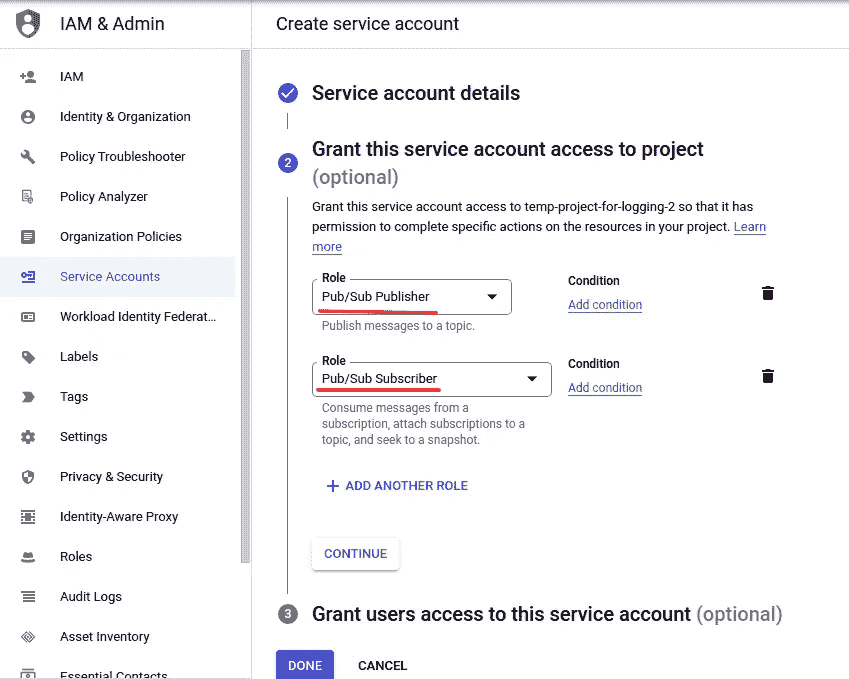 IAM & Admin
Create service account
IAM
Identity & Organization
Policy Troubleshooter
Policy Analyzer
Organization Policies
Service Accounts
Workload Identity Federat...
Labels
Tags
Settings
Privacy & Security
Identity-Aware Proxy
Roles
Audit Logs
Asset Inventory
Essential Contacts
Service account details
2
Grant this service account access to project
(optional)
Grant this service account access to temp-project-for-logging-2 so that it has
permission to complete specific actions on the resources in your project. Learn
more
Role
Pub/Sub Publisher
Publish messages to a topic.
Condition
Add condition
Role
Pub/Sub Subscriber
Consume messages from a
subscription, attach subscriptions to a
topic, and seek to a snapshot.
Condition
Add condition
+ ADD ANOTHER ROLE
CONTINUE
3
Grant users access to this service account (optional)
DONE
CANCEL